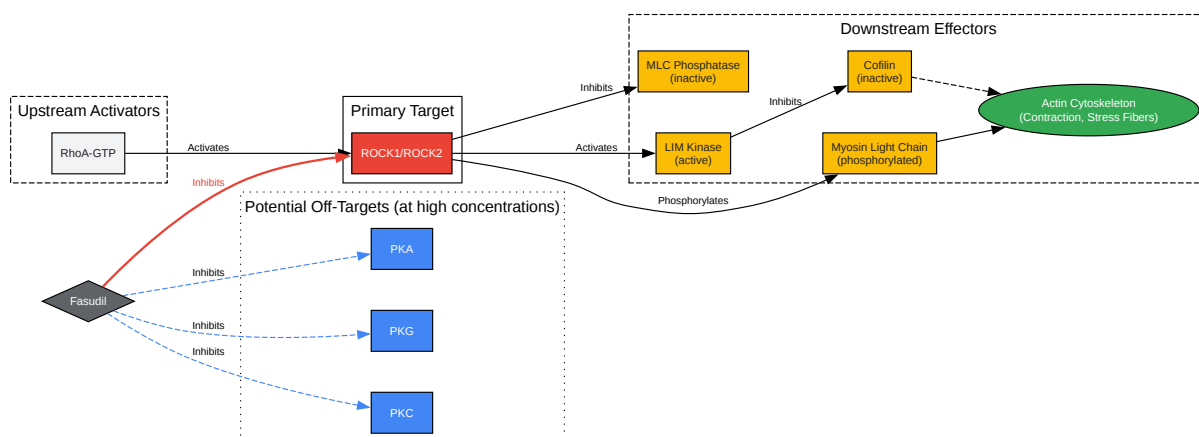 Downstream Effectors
MLC Phosphatase
(inactive)
Cofilin
(inactive)
Inhibits
Inhibits
Actin Cytoskeleton
(Contraction, Stress Fibers)
Upstream Activators
Primary Target
RhoA-GTP
Activates
ROCK1/ROCK2
Activates
LIM Kinase
(active)
Myosin Light Chain
(phosphorylated)
Inhibits
Phosphorylates
Potential Off-Targets (at high concentrations)
PKA
Inhibits
Fasudil
Inhibits
PKG
Inhibits
PKC